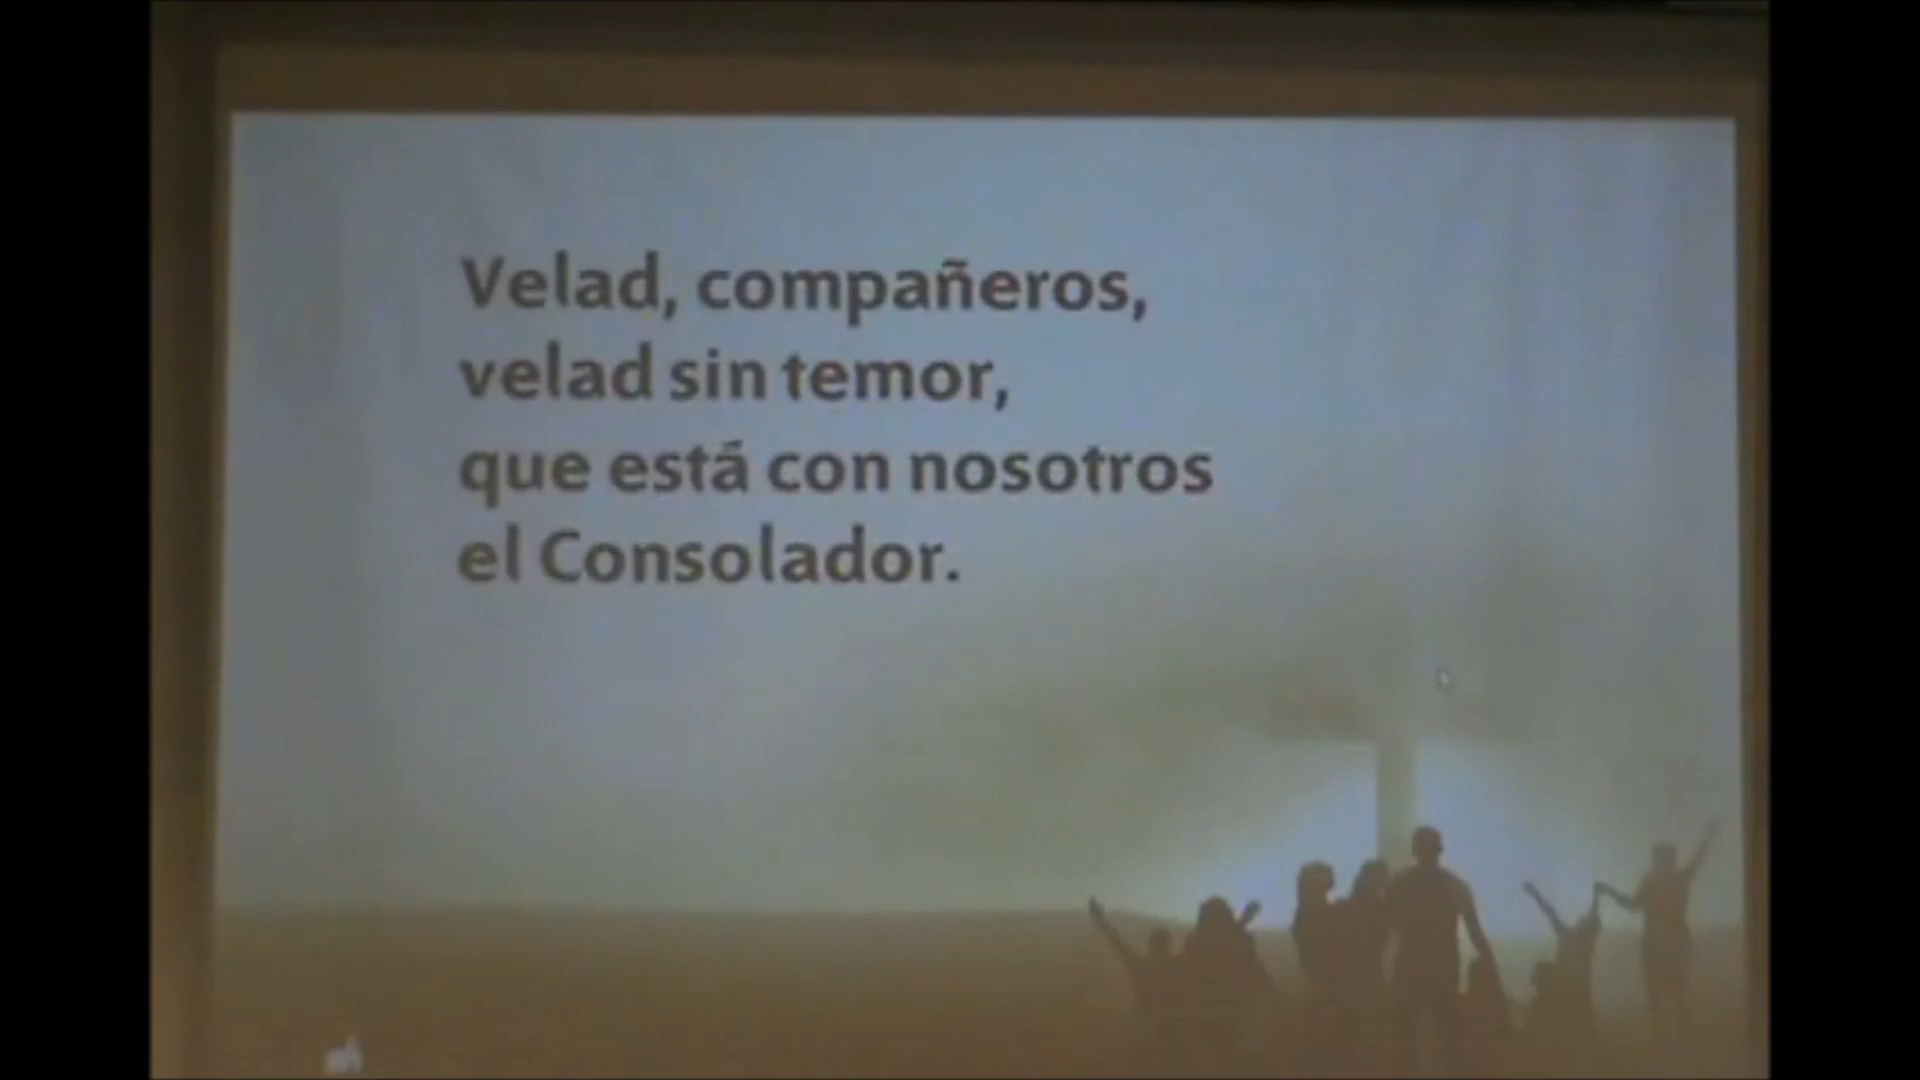 Velad, compañeros,
velad sin temor,
que está con nosotros
el Consolador.